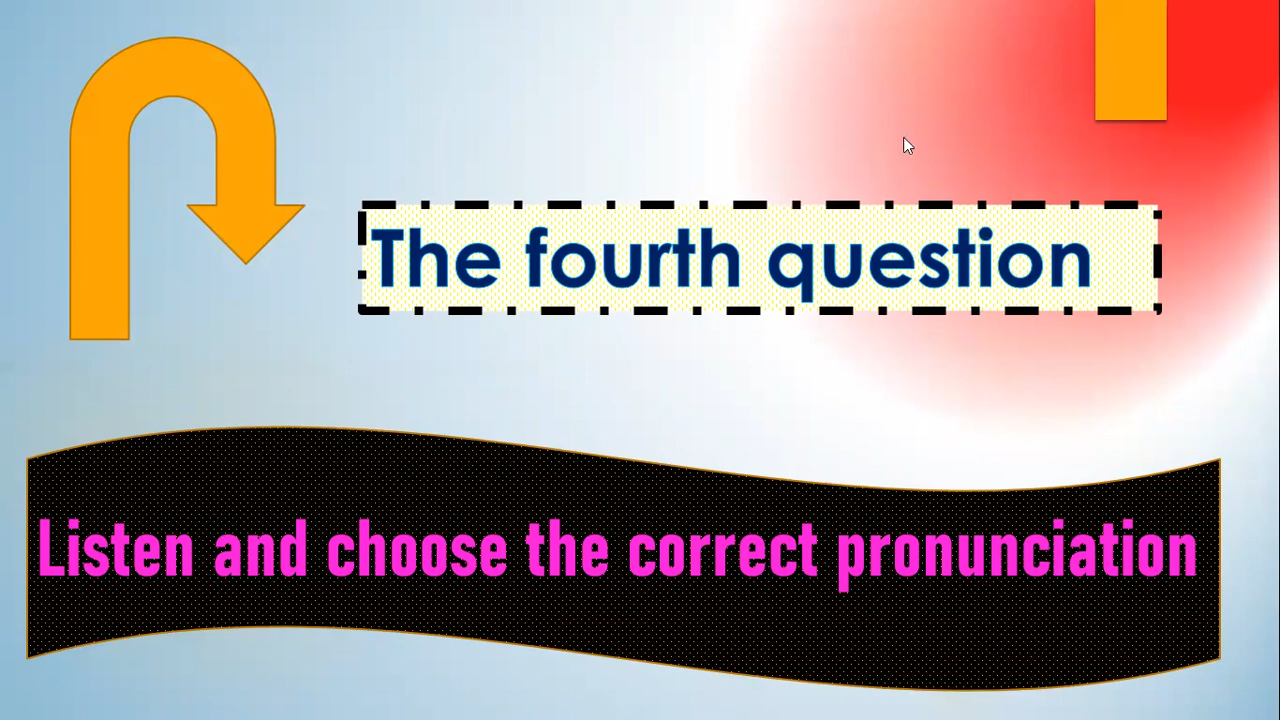 The fourth question
Listen and choose the correct pronunciation